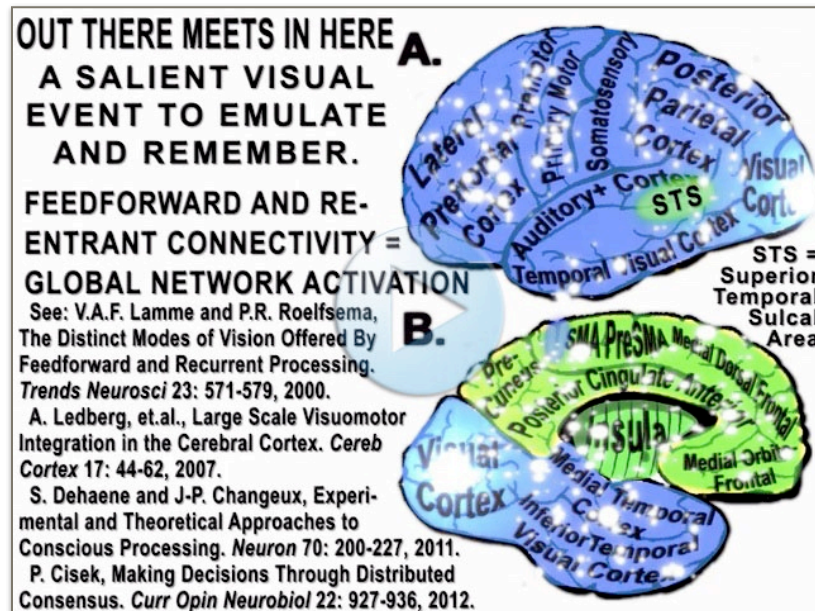 OUT THERE MEETS IN HERE
A SALIENT VISUAL
EVENT TO EMULATE
AND REMEMBER.
FEEDFORWARD AND RE-
ENTRANT CONNECTIVITY =
GLOBAL NETWORK ACTIVATION
See: V.A.F. Lamme and P.R. Roelfsema,
The Distinct Modes of Vision Offered By
Feedforward and Recurrent Processing.
Trends Neurosci 23: 571-579, 2000.
A. Ledberg, et.al., Large Scale Visuomotor
Integration in the Cerebral Cortex. Cereb
Cortex 17: 44-62, 2007.
S. Dehaene and J-P. Changeux, Experi-
mental and Theoretical Approaches to
Conscious Processing. Neuron 70: 200-227, 2011.
P. Cisek, Making Decisions Through Distributed
Consensus. Curr Opin Neurobiol 22: 927-936, 2012.
A.
Lateral
Prefrontal
Cortex
Premotor
Primary Motor
Somatosensory
Posterior
Parietal
Cortex
Visual
Cortex
Auditory+ Cortex
STS
Temporal Visual Cortex
STS =
Superior
Temporal
Sulcal
Area
B.
Pre-
Cuneus
SMA PreSMA
Medial Dorsal Frontal
Posterior Cingulate Anterior
Insula
Medial Orbital
Frontal
Visual
Cortex
Medial Temporal
Cortex
Inferior Temporal
Visual Cortex